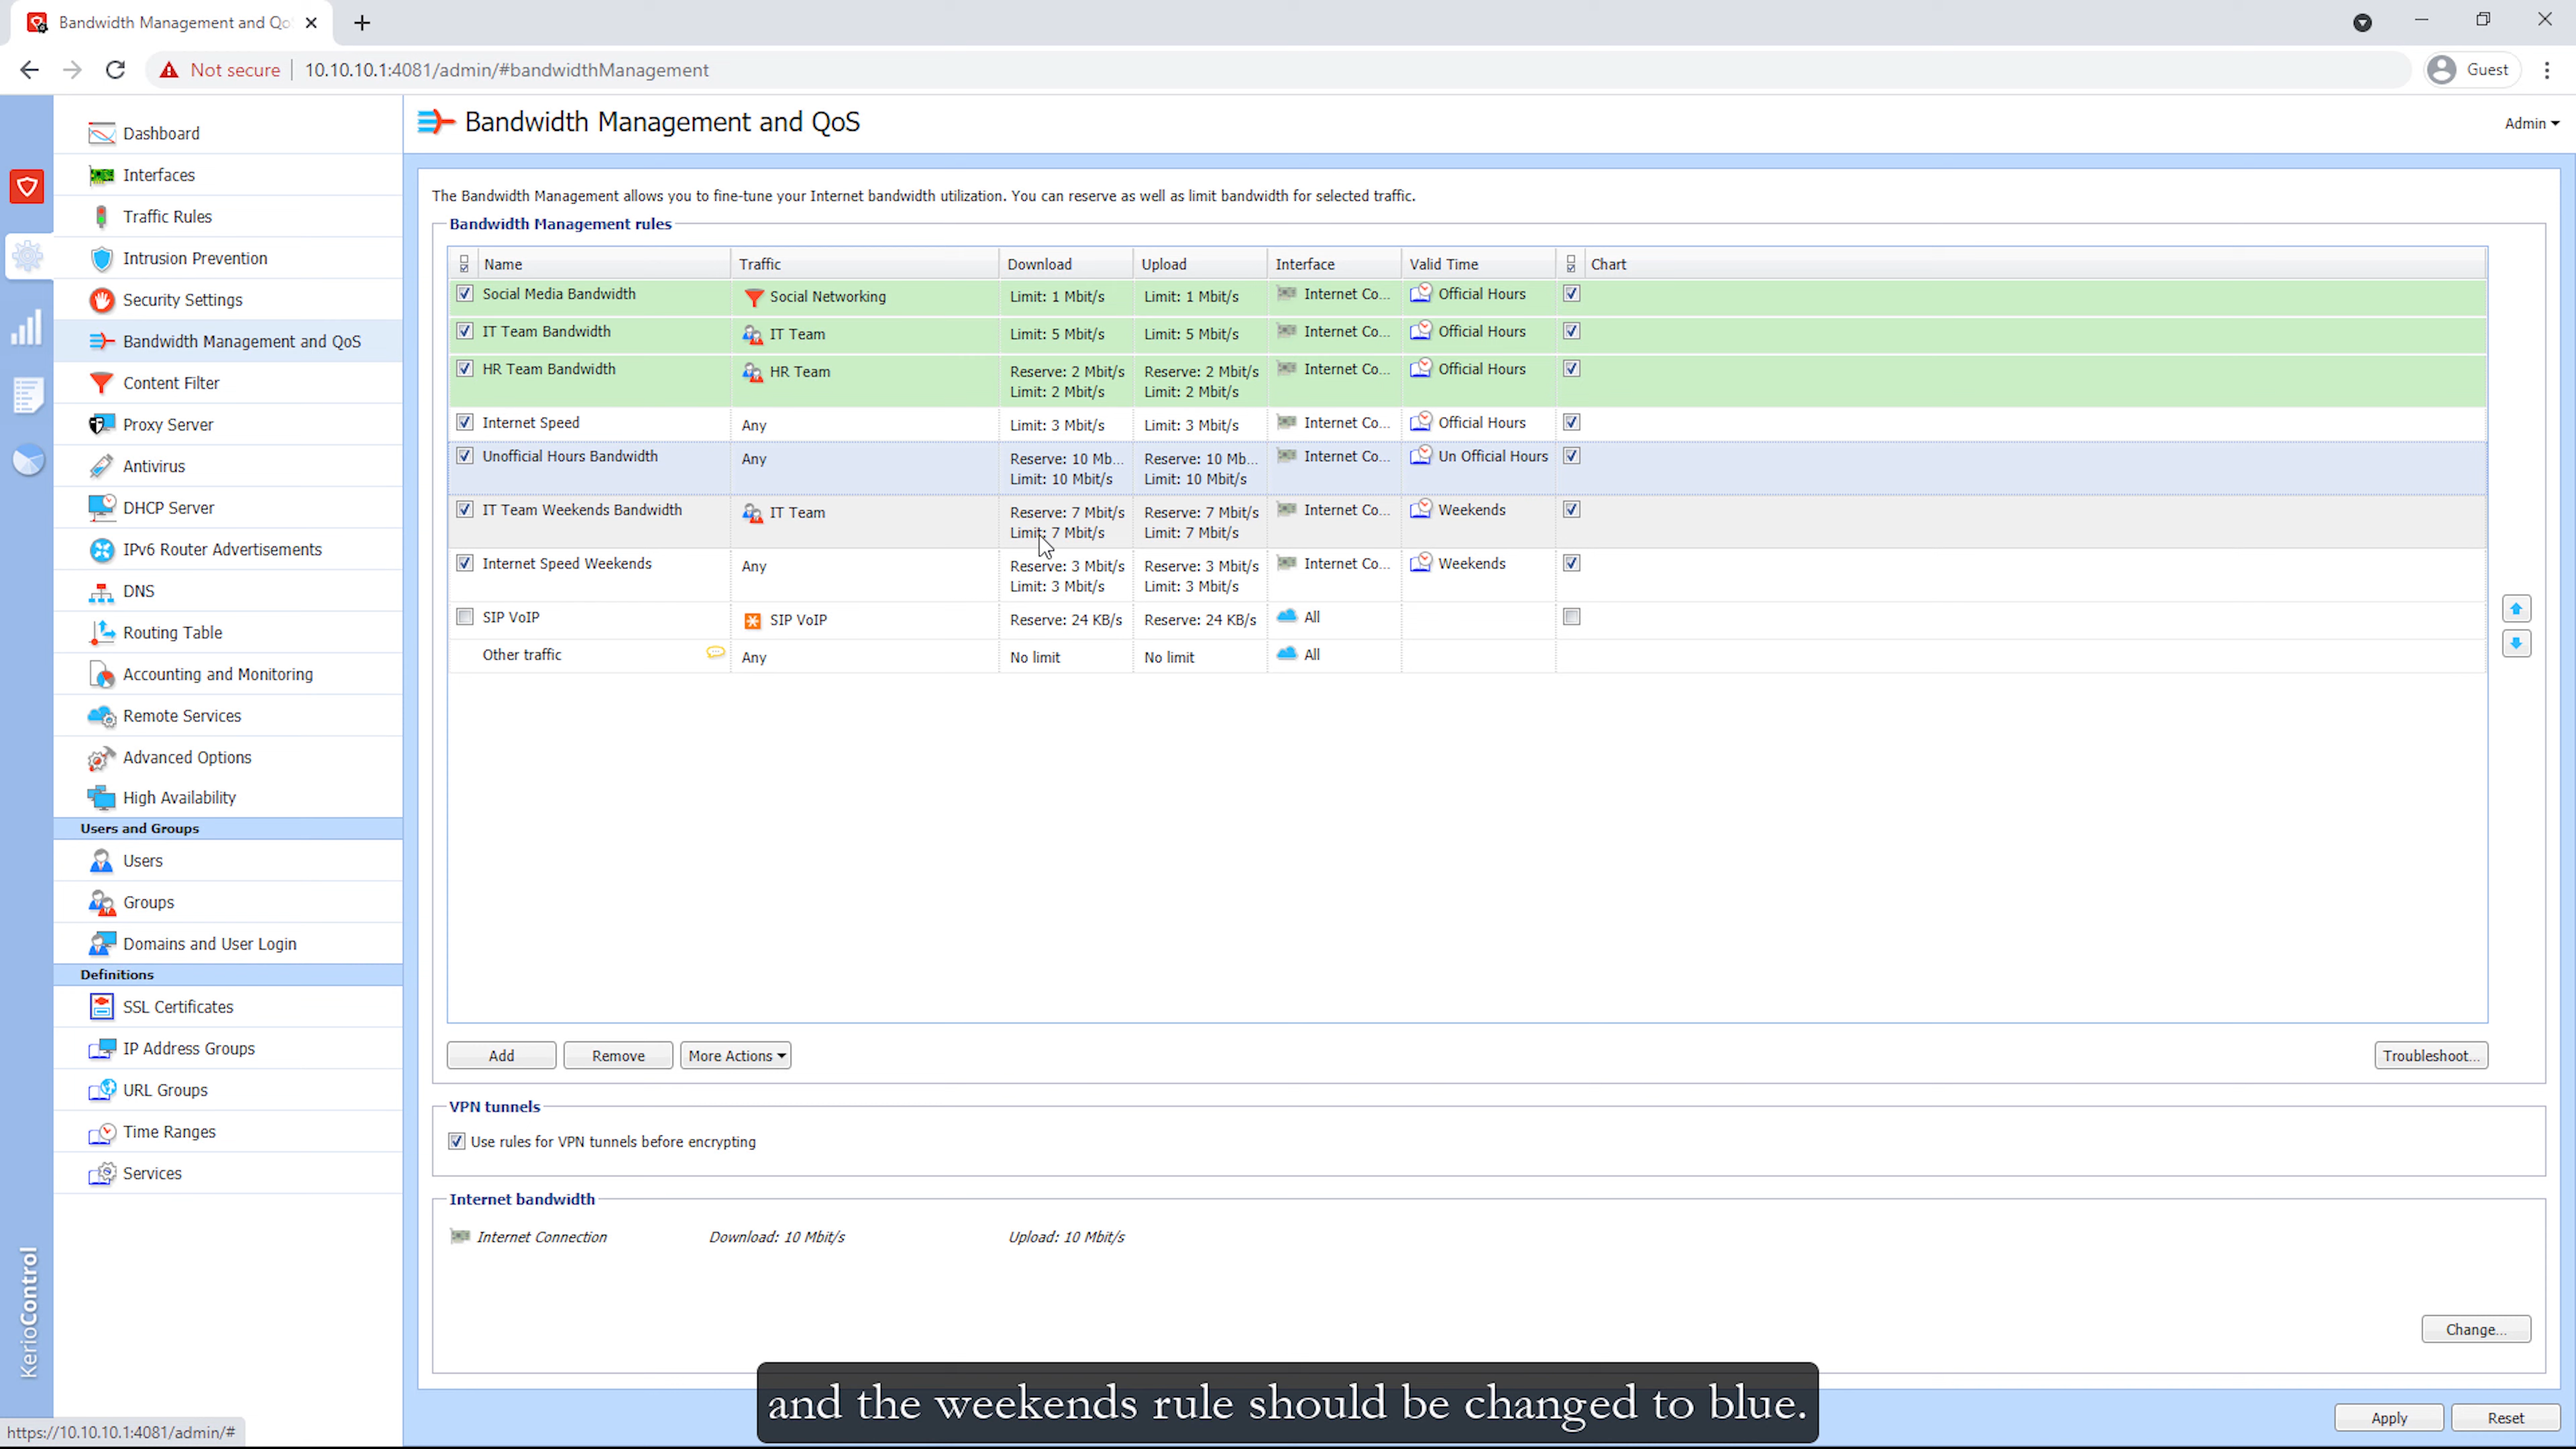 Bandwidth Management and Qo
Not secure 10.10.10.1:4081/admin/#bandwidthManagement Guest
Bandwidth Management and QoS Admin
Dashboard
Interfaces
Traffic Rules
Intrusion Prevention
Security Settings
Bandwidth Management and QoS
Content Filter
Proxy Server
Antivirus
DHCP Server
IPv6 Router Advertisements
DNS
Routing Table
Accounting and Monitoring
Remote Services
Advanced Options
High Availability
Users and Groups
Users
Groups
Domains and User Login
Definitions
SSL Certificates
IP Address Groups
URL Groups
Time Ranges
Services
KerioControl
The Bandwidth Management allows you to fine-tune your Internet bandwidth utilization. You can reserve as well as limit bandwidth for selected traffic.
Bandwidth Management rules
Name Traffic Download Upload Interface Valid Time Chart
Social Media Bandwidth Social Networking Limit: 1 Mbit/s Limit: 1 Mbit/s Internet Co... Official Hours
IT Team Bandwidth IT Team Limit: 5 Mbit/s Limit: 5 Mbit/s Internet Co... Official Hours
HR Team Bandwidth HR Team Reserve: 2 Mbit/s Reserve: 2 Mbit/s Internet Co... Official Hours
Limit: 2 Mbit/s Limit: 2 Mbit/s
Internet Speed Any Limit: 3 Mbit/s Limit: 3 Mbit/s Internet Co... Official Hours
Unofficial Hours Bandwidth Any Reserve: 10 Mb... Reserve: 10 Mb... Internet Co... Un Official Hours
Limit: 10 Mbit/s Limit: 10 Mbit/s
IT Team Weekends Bandwidth IT Team Reserve: 7 Mbit/s Reserve: 7 Mbit/s Internet Co... Weekends
Limit: 7 Mbit/s Limit: 7 Mbit/s
Internet Speed Weekends Any Reserve: 3 Mbit/s Reserve: 3 Mbit/s Internet Co... Weekends
Limit: 3 Mbit/s Limit: 3 Mbit/s
SIP VoIP SIP VoIP Reserve: 24 KB/s Reserve: 24 KB/s All
Other traffic Any No limit No limit All
Add Remove More Actions Troubleshoot...
VPN tunnels
Use rules for VPN tunnels before encrypting
Internet bandwidth
Internet Connection Download: 10 Mbit/s Upload: 10 Mbit/s
Change...
and the weekends rule should be changed to blue.
Apply Reset
https://10.10.10.1:4081/admin/#